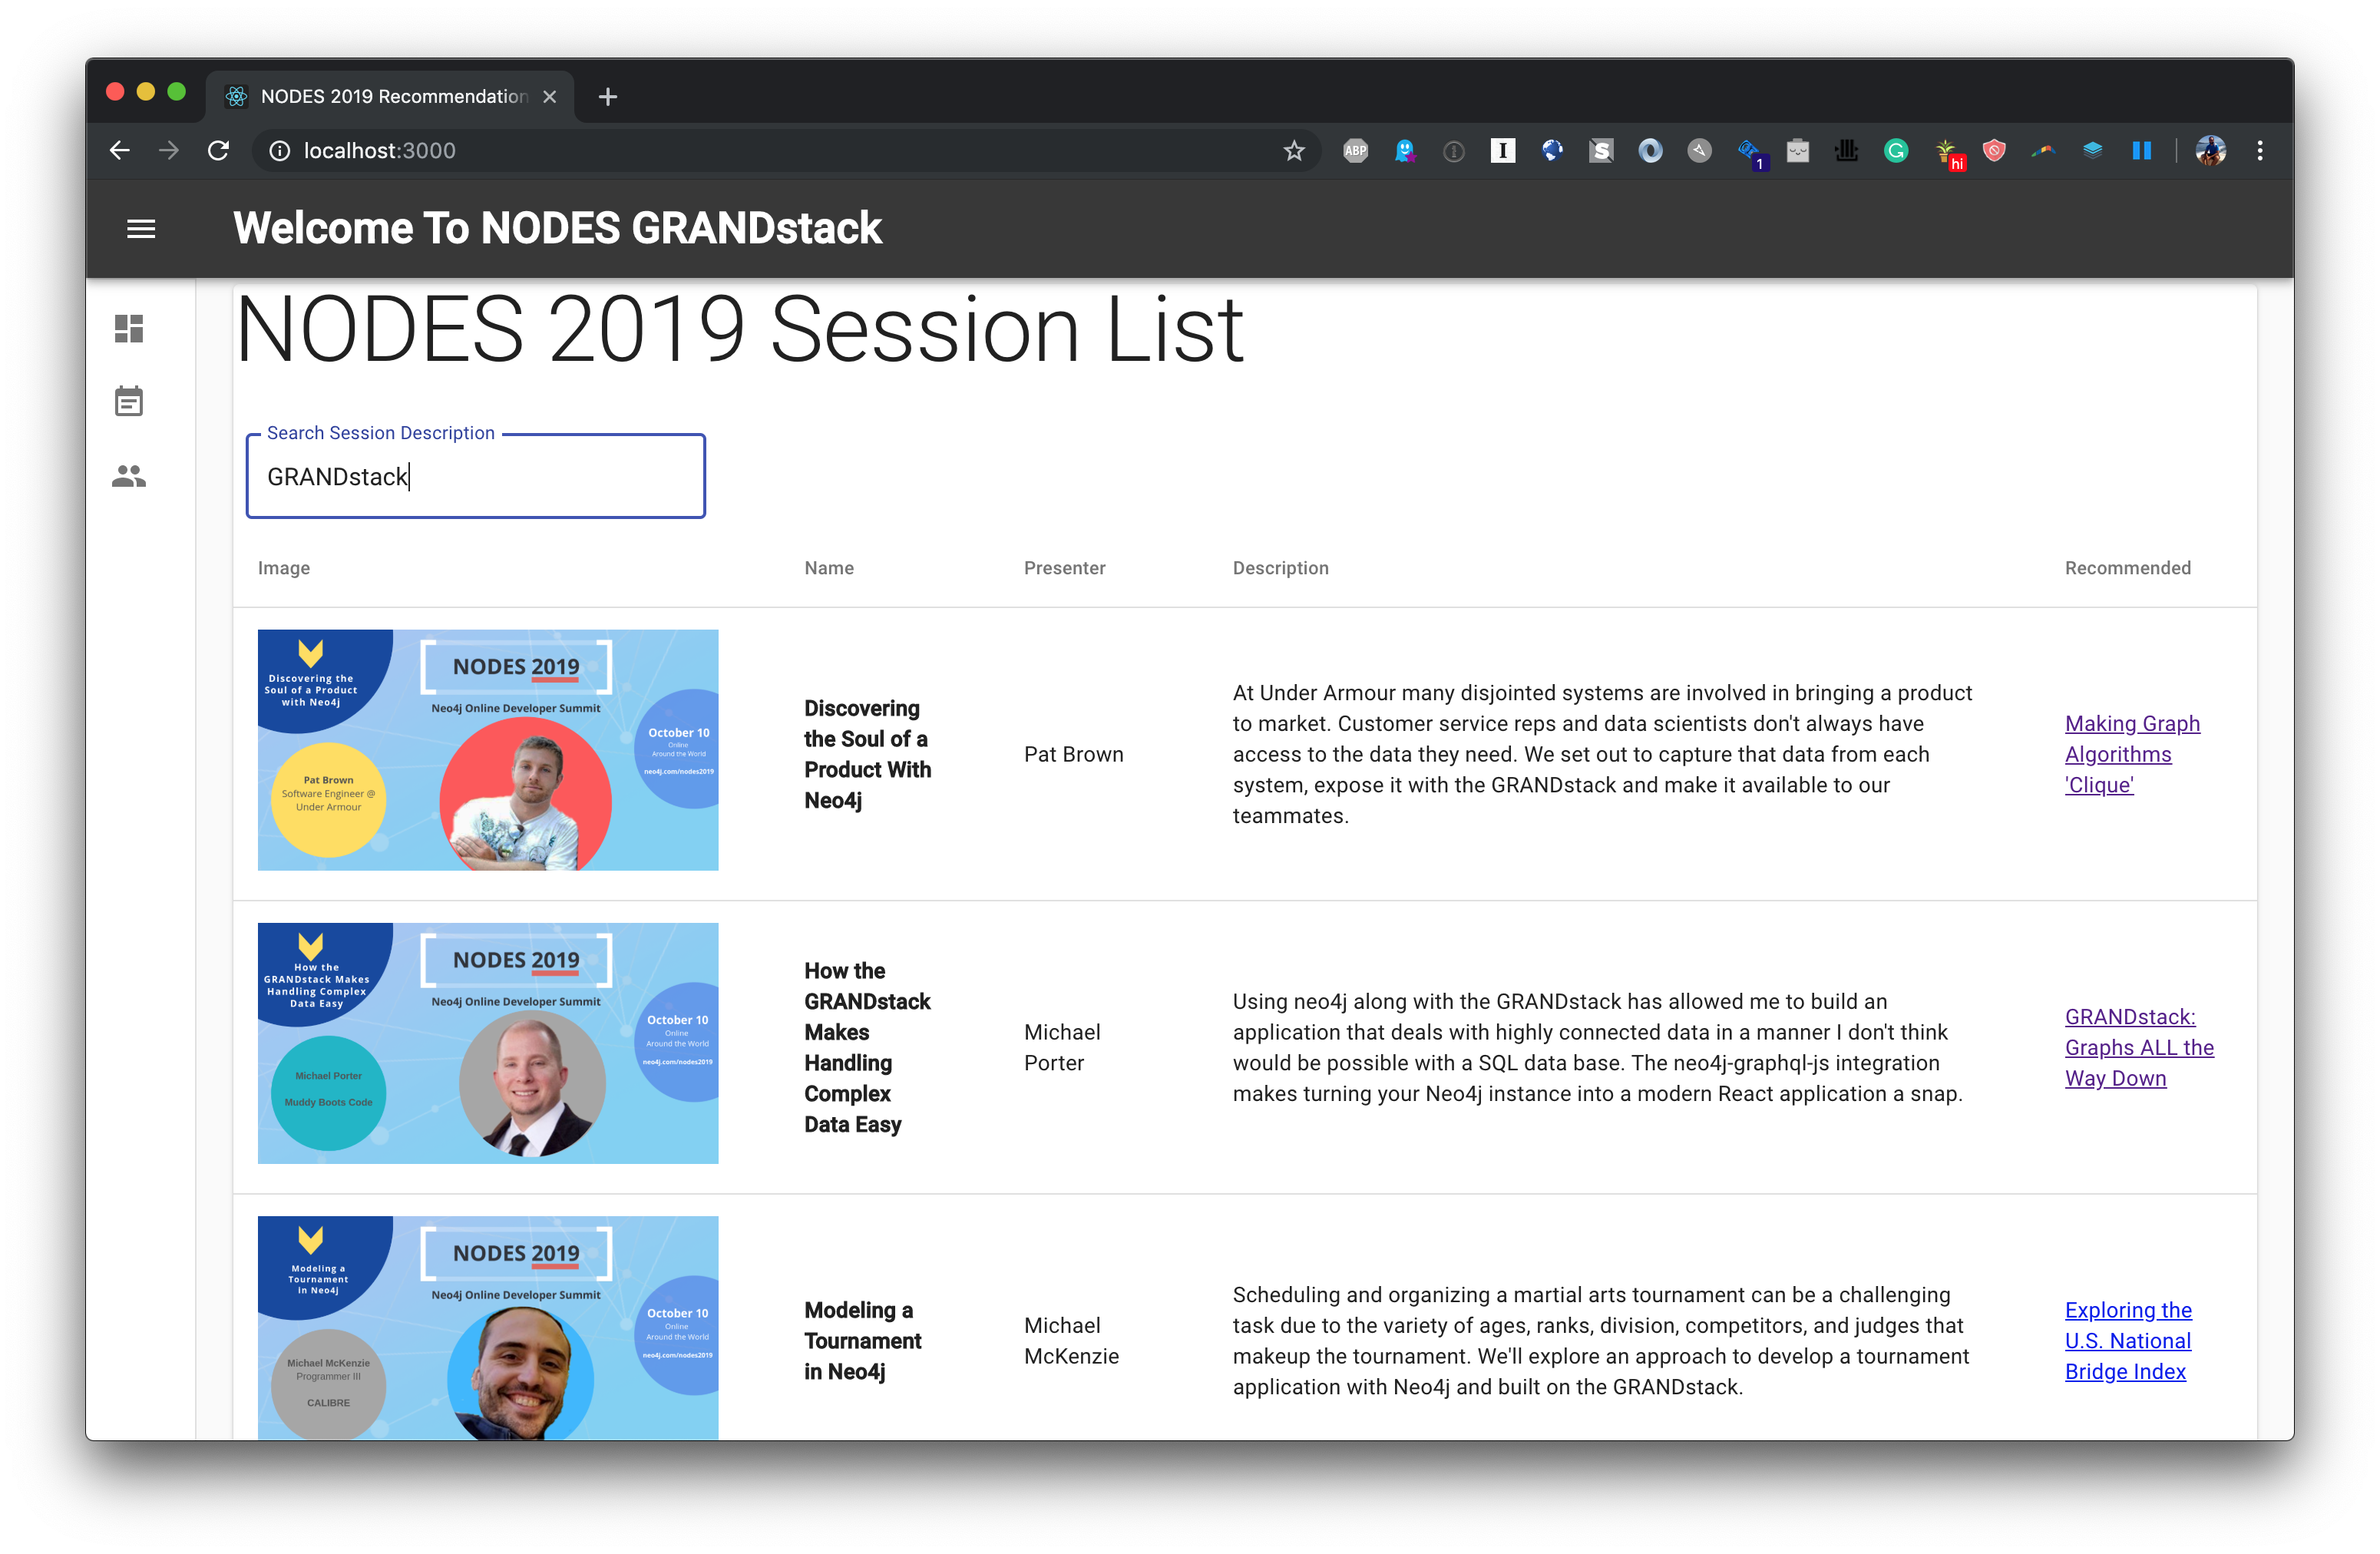 NODES 2019 Recommendation
localhost:3000
ABP
1
hi
Welcome To NODES GRANDstack
NODES 2019 Session List
Search Session Description
GRANDstack
Image Name Presenter Description Recommended
Discovering the
Soul of a Product
with Neo4j
NODES 2019
Neo4j Online Developer Summit
October 10
Online
Around the World
neo4j.com/nodes2019
Pat Brown
Software Engineer @
Under Armour
Discovering
the Soul of a
Product With
Neo4j
Pat Brown
At Under Armour many disjointed systems are involved in bringing a product
to market. Customer service reps and data scientists don't always have
access to the data they need. We set out to capture that data from each
system, expose it with the GRANDstack and make it available to our
teammates.
Making Graph
Algorithms
'Clique'
How the
GRANDstack Makes
Handling Complex
Data Easy
NODES 2019
Neo4j Online Developer Summit
October 10
Online
Around the World
neo4j.com/nodes2019
Michael Porter
Muddy Boots Code
How the
GRANDstack
Makes
Handling
Complex
Data Easy
Michael
Porter
Using neo4j along with the GRANDstack has allowed me to build an
application that deals with highly connected data in a manner I don't think
would be possible with a SQL data base. The neo4j-graphql-js integration
makes turning your Neo4j instance into a modern React application a snap.
GRANDstack:
Graphs ALL the
Way Down
Modeling a
Tournament
in Neo4j
NODES 2019
Neo4j Online Developer Summit
October 10
Online
Around the World
neo4j.com/nodes2019
Michael McKenzie
Programmer III
CALIBRE
Modeling a
Tournament
in Neo4j
Michael
McKenzie
Scheduling and organizing a martial arts tournament can be a challenging
task due to the variety of ages, ranks, division, competitors, and judges that
makeup the tournament. We'll explore an approach to develop a tournament
application with Neo4j and built on the GRANDstack.
Exploring the
U.S. National
Bridge Index